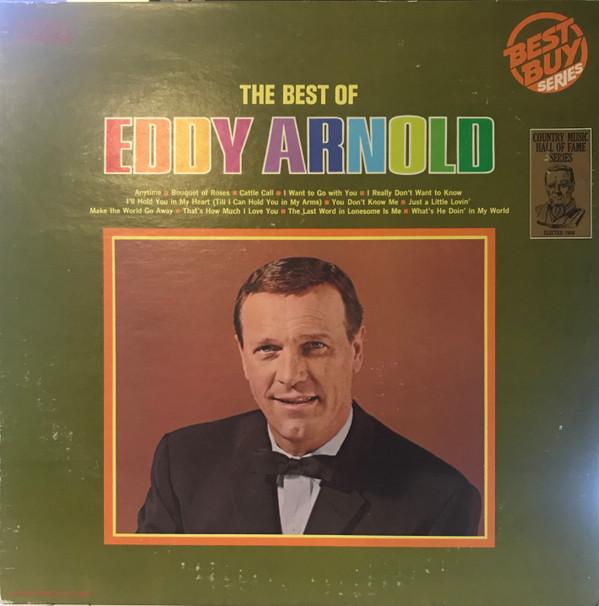 BEST
BUY
SERIES
THE BEST OF
EDDY ARNOLD
COUNTRY MUSIC
HALL OF FAME
SERIES
ELECTED 1966
Anytime ■ Bouquet of Roses ■ Cattle Call ■ I Want to Go with You ■ I Really Don't Want to Know
I'll Hold You in My Heart (Till I Can Hold You in My Arms) ■ You Don't Know Me ■ Just a Little Lovin'
Make the World Go Away ■ That's How Much I Love You ■ The Last Word in Lonesome Is Me ■ What's He Doin' in My World